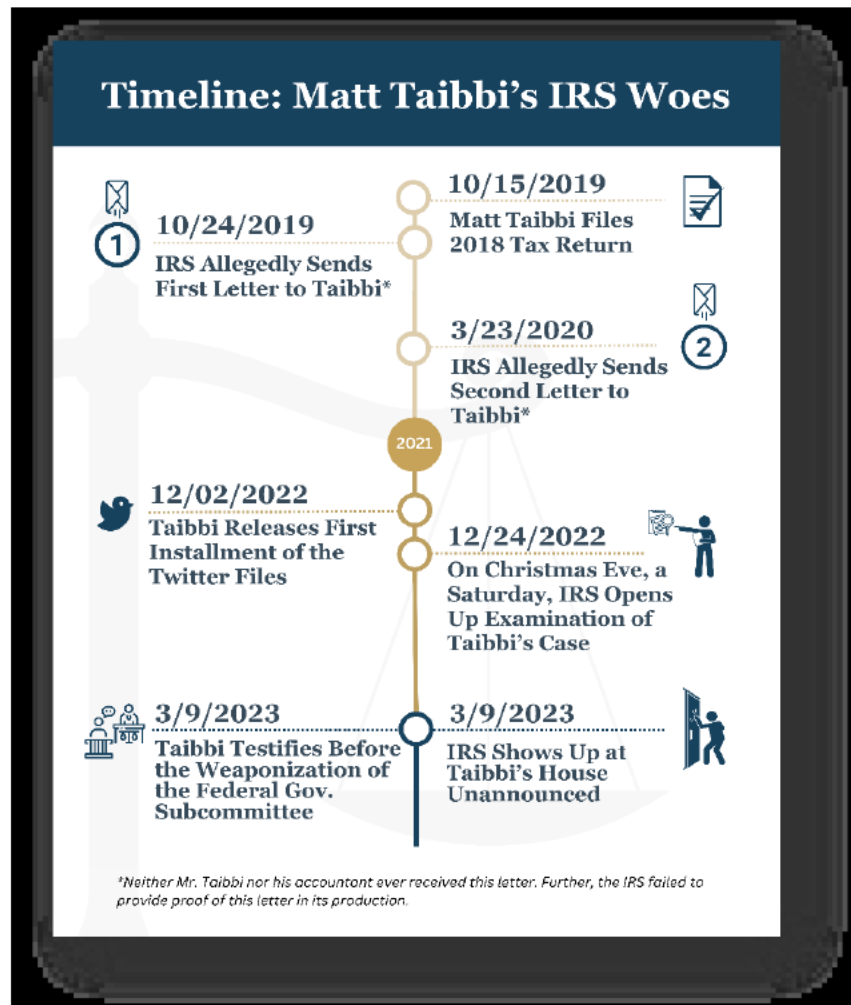 Timeline: Matt Taibbi's IRS Woes
10/15/2019
Matt Taibbi Files
2018 Tax Return
1
10/24/2019
IRS Allegedly Sends
First Letter to Taibbi*
3/23/2020
2
IRS Allegedly Sends
Second Letter to
Taibbi*
2021
12/02/2022
Taibbi Releases First
Installment of the
Twitter Files
12/24/2022
On Christmas Eve, a
Saturday, IRS Opens
Up Examination of
Taibbi's Case
3/9/2023
Taibbi Testifies Before
the Weaponization of
the Federal Gov.
Subcommittee
3/9/2023
IRS Shows Up at
Taibbi's House
Unannounced
*Neither Mr. Taibbi nor his accountant ever received this letter. Further, the IRS failed to
provide proof of this letter in its production.